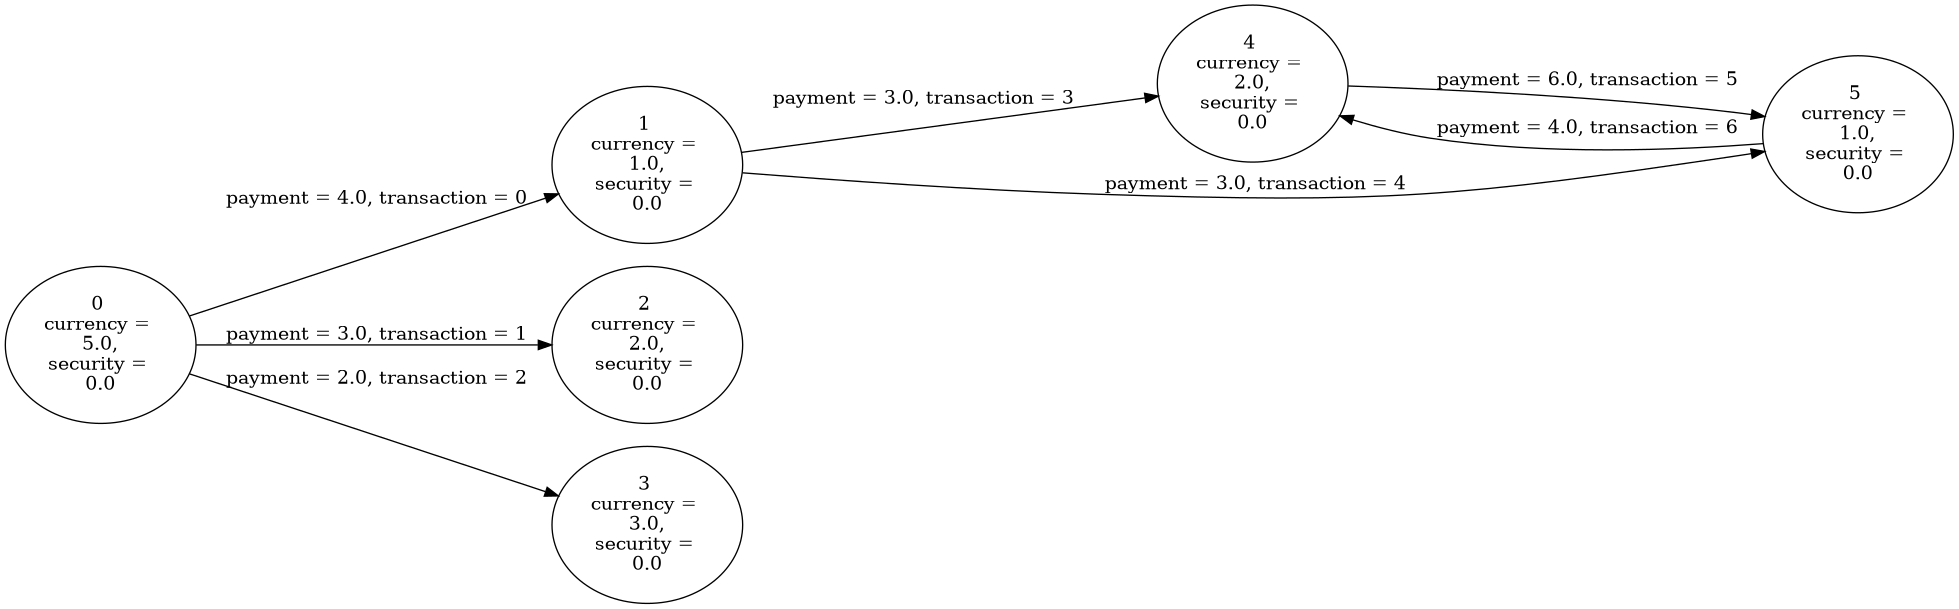 0
currency =
5.0,
security =
0.0
payment = 4.0, transaction = 0
payment = 3.0, transaction = 1
payment = 2.0, transaction = 2
1
currency =
1.0,
security =
0.0
2
currency =
2.0,
security =
0.0
3
currency =
3.0,
security =
0.0
payment = 3.0, transaction = 3
payment = 3.0, transaction = 4
4
currency =
2.0,
security =
0.0
payment = 6.0, transaction = 5
payment = 4.0, transaction = 6
5
currency =
1.0,
security =
0.0